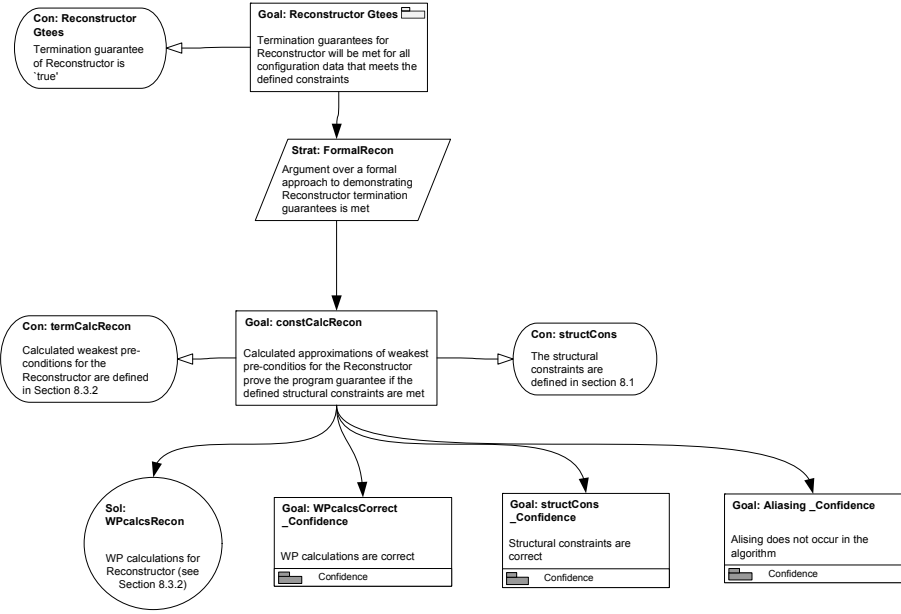 Con: Reconstructor
Gtees
Termination guarantee
of Reconstructor is
`true'
Goal: Reconstructor Gtees
Termination guarantees for
Reconstructor will be met for all
configuration data that meets the
defined constraints
Strat: FormalRecon
Argument over a formal
approach to demonstrating
Reconstructor termination
guarantees is met
Con: termCalcRecon
Calculated weakest pre-
conditions for the
Reconstructor are defined
in Section 8.3.2
Goal: constCalcRecon
Calculated approximations of weakest
pre-conditios for the Reconstructor
prove the program guarantee if the
defined structural constraints are met
Con: structCons
The structural
constraints are
defined in section 8.1
Sol:
WPcalcsRecon
WP calculations for
Reconstructor (see
Section 8.3.2)
Goal: WPcalcsCorrect
_Confidence
WP calculations are correct
Confidence
Goal: structCons
_Confidence
Structural constraints are
correct
Confidence
Goal: Aliasing _Confidence
Alising does not occur in the
algorithm
Confidence